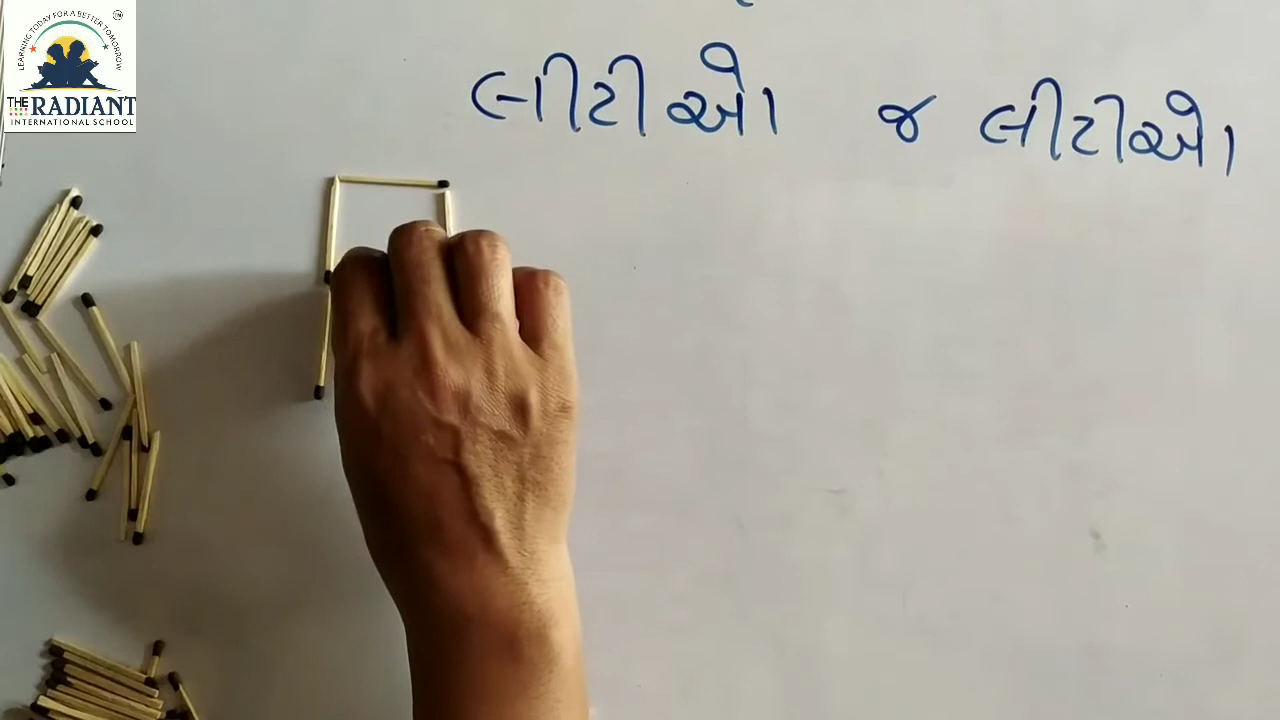 LEARNING TODAY FOR A BETTER TOMORROW
THE RADIANT
INTERNATIONAL SCHOOL
લીટીઓ જ લીટીઓ